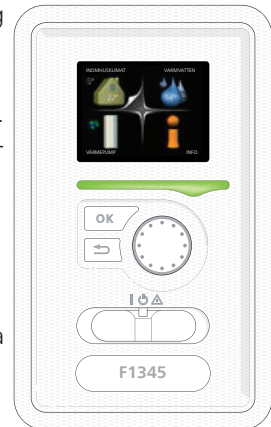 g
INOMHUSKLIMAT VARMVATTEN
VÄRMEPUMP INFO
OK
a
F1345